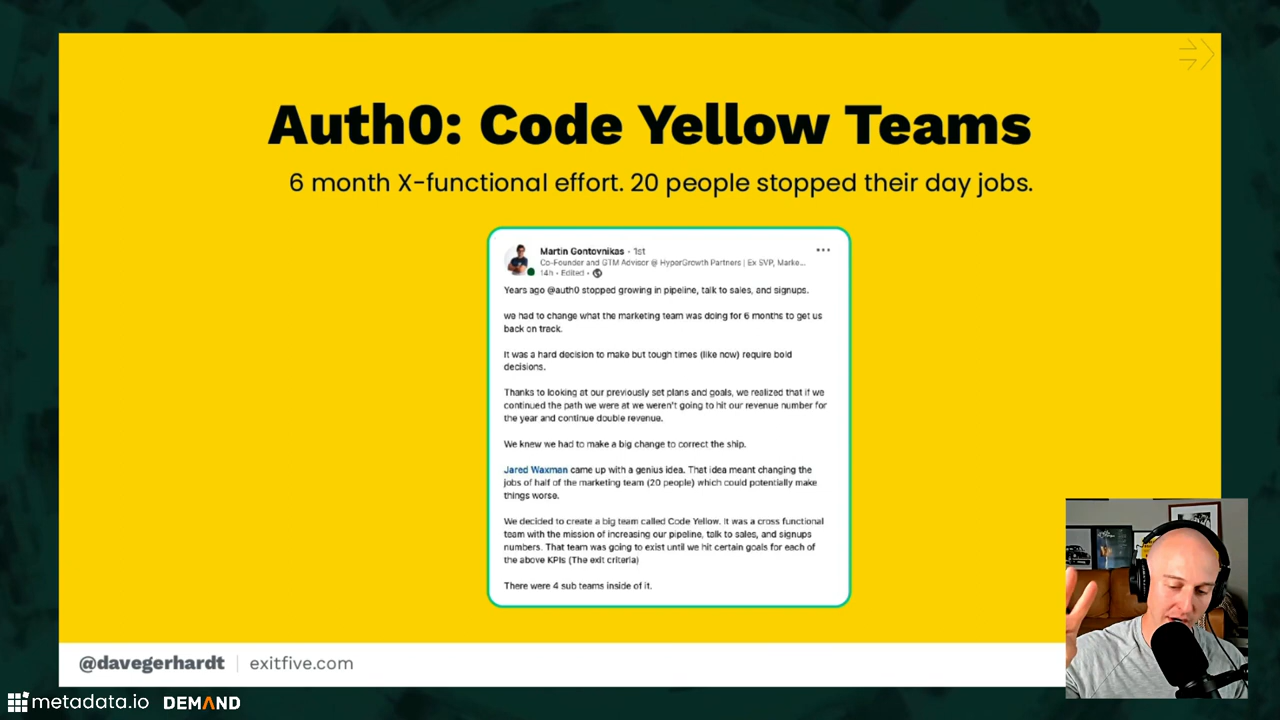 Auth0: Code Yellow Teams
6 month X-functional effort. 20 people stopped their day jobs.
Martin Gontovnikas · 1st
Co-Founder and GTM Advisor @ HyperGrowth Partners | Ex SVP, Marke...
14h • Edited •
Years ago @auth0 stopped growing in pipeline, talk to sales, and signups.
we had to change what the marketing team was doing for 6 months to get us
back on track.
It was a hard decision to make but tough times (like now) require bold
decisions.
Thanks to looking at our previously set plans and goals, we realized that if we
continued the path we were at we weren't going to hit our revenue number for
the year and continue double revenue.
We knew we had to make a big change to correct the ship.
Jared Waxman came up with a genius idea. That idea meant changing the
jobs of half of the marketing team (20 people) which could potentially make
things worse.
We decided to create a big team called Code Yellow. It was a cross functional
team with the mission of increasing our pipeline, talk to sales, and signups
numbers. That team was going to exist until we hit certain goals for each of
the above KPIs (The exit criteria)
There were 4 sub teams inside of it.
@davegerhardt | exitfive.com
metadata.io DEMAND